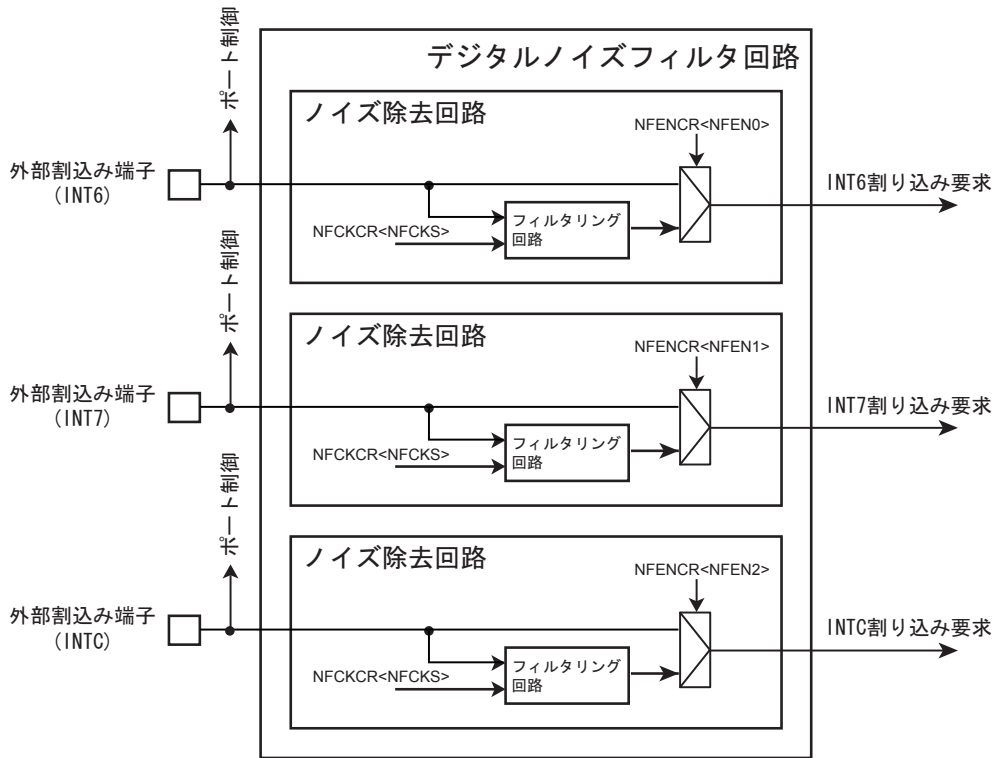 デジタルノイズフィルタ回路
ポート制御
ノイズ除去回路
NFENCR<NFEN0>
外部割込み端子
(INT6)
INT6割り込み要求
フィルタリング
回路
NFCKCR<NFCKS>
ポート制御
ノイズ除去回路
NFENCR<NFEN1>
外部割込み端子
(INT7)
INT7割り込み要求
フィルタリング
回路
NFCKCR<NFCKS>
ポート制御
ノイズ除去回路
NFENCR<NFEN2>
外部割込み端子
(INTC)
INTC割り込み要求
フィルタリング
回路
NFCKCR<NFCKS>